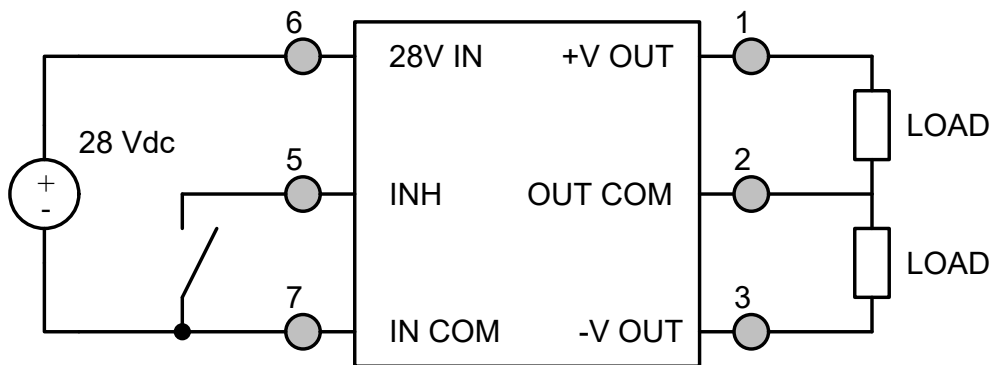 6
1
28V IN
+V OUT
28 Vdc
LOAD
5
2
+
-
INH
OUT COM
LOAD
7
3
IN COM
-V OUT